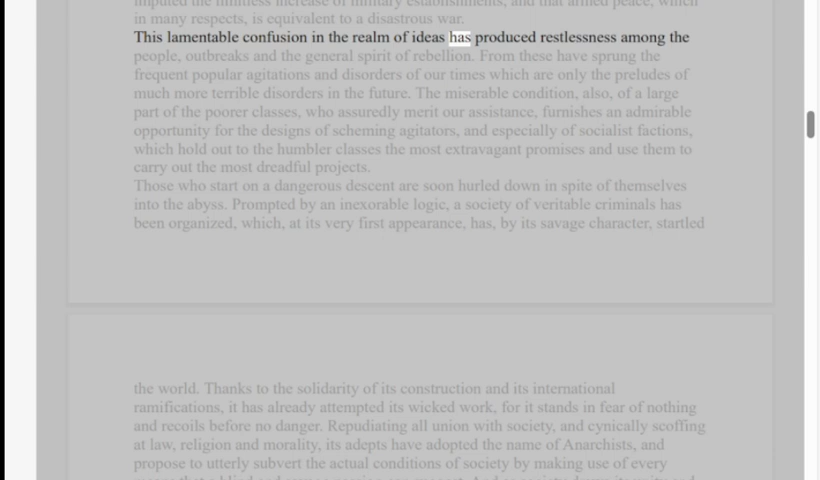 imputed the limitless increase of military establishments, and that armed peace, which
in many respects, is equivalent to a disastrous war.
This lamentable confusion in the realm of ideas has produced restlessness among the
people, outbreaks and the general spirit of rebellion. From these have sprung the
frequent popular agitations and disorders of our times which are only the preludes of
much more terrible disorders in the future. The miserable condition, also, of a large
part of the poorer classes, who assuredly merit our assistance, furnishes an admirable
opportunity for the designs of scheming agitators, and especially of socialist factions,
which hold out to the humbler classes the most extravagant promises and use them to
carry out the most dreadful projects.
Those who start on a dangerous descent are soon hurled down in spite of themselves
into the abyss. Prompted by an inexorable logic, a society of veritable criminals has
been organized, which, at its very first appearance, has, by its savage character, startled
the world. Thanks to the solidarity of its construction and its international
ramifications, it has already attempted its wicked work, for it stands in fear of nothing
and recoils before no danger. Repudiating all union with society, and cynically scoffing
at law, religion and morality, its adepts have adopted the name of Anarchists, and
propose to utterly subvert the actual conditions of society by making use of every